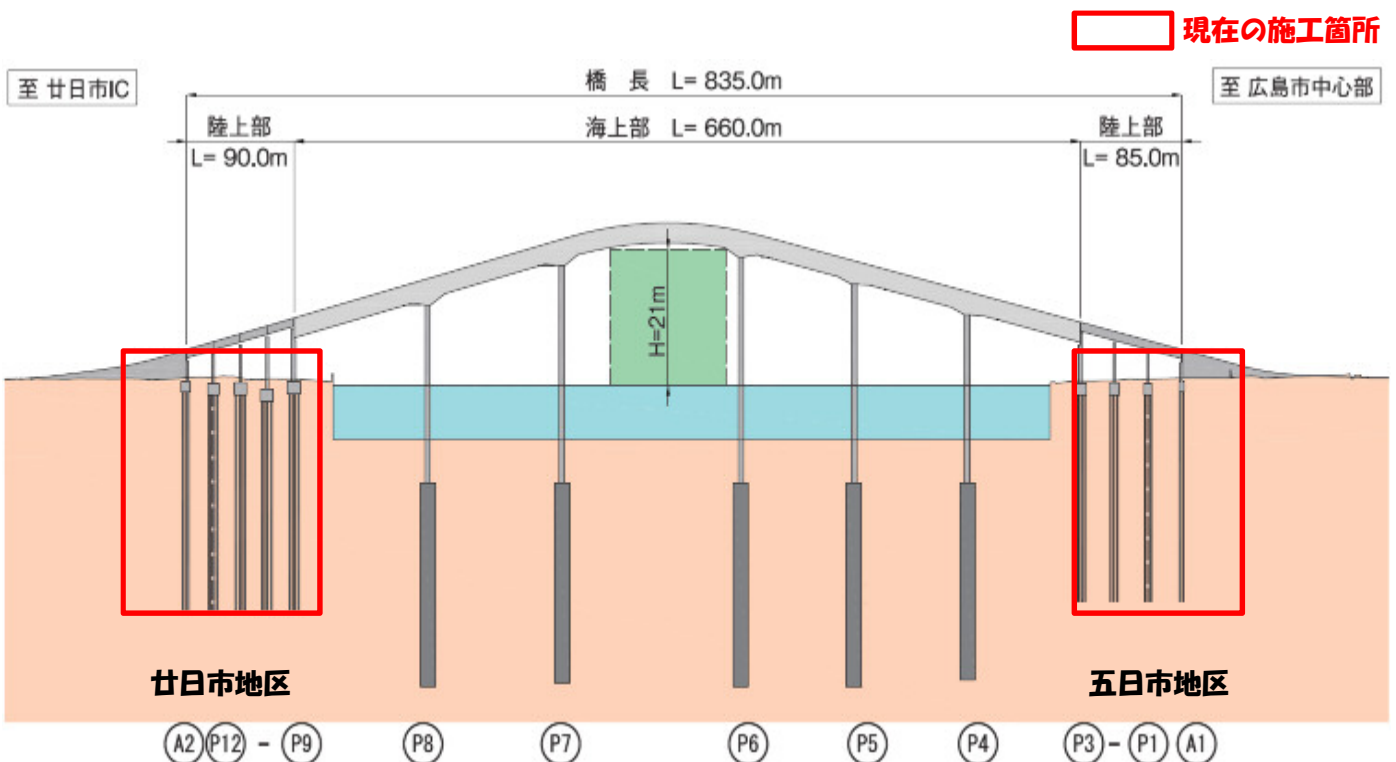 現在の施工箇所
至 廿日市IC
橋 長 L= 835.0m
至 広島市中心部
陸上部
海上部 L= 660.0m
陸上部
L= 90.0m
L= 85.0m
H=21m
廿日市地区
五日市地区
A2 P12 - P9 P8 P7 P6 P5 P4 P3 - P1 A1